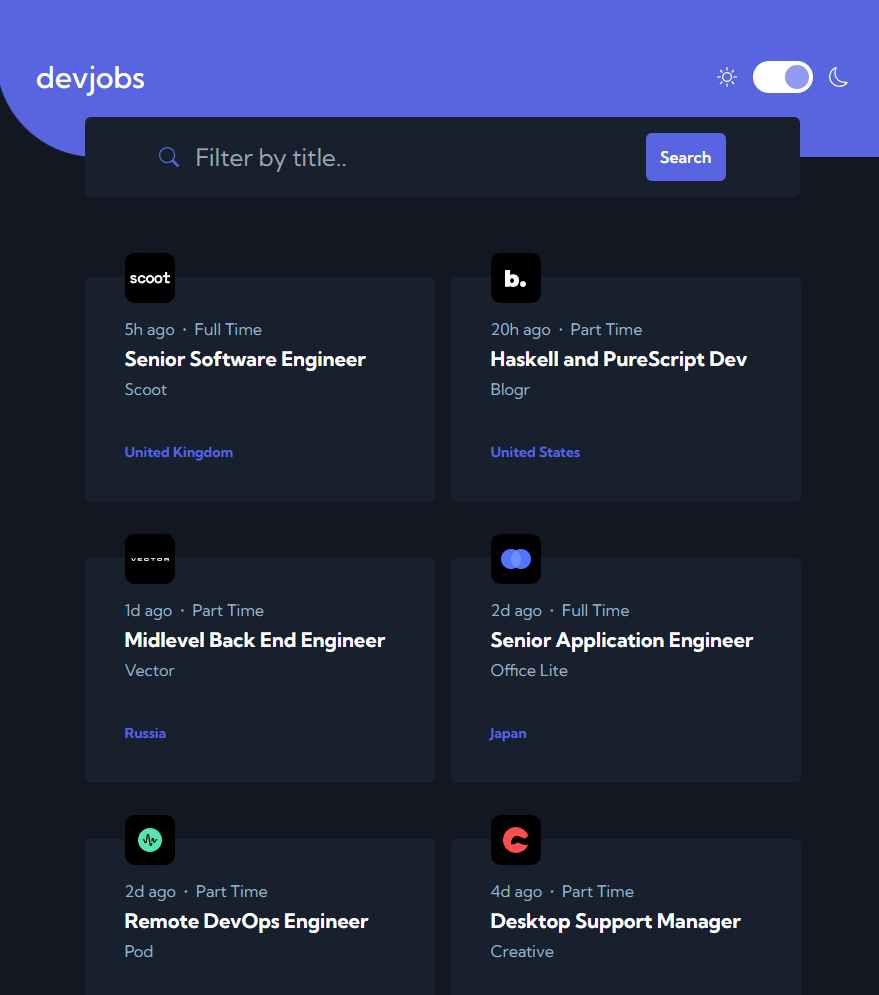 devjobs
Filter by title..
Search
scoot
5h ago · Full Time
Senior Software Engineer
Scoot
United Kingdom
b.
20h ago · Part Time
Haskell and PureScript Dev
Blogr
United States
VECTOR
1d ago · Part Time
Midlevel Back End Engineer
Vector
Russia
2d ago · Full Time
Senior Application Engineer
Office Lite
Japan
2d ago · Part Time
Remote DevOps Engineer
Pod
4d ago · Part Time
Desktop Support Manager
Creative